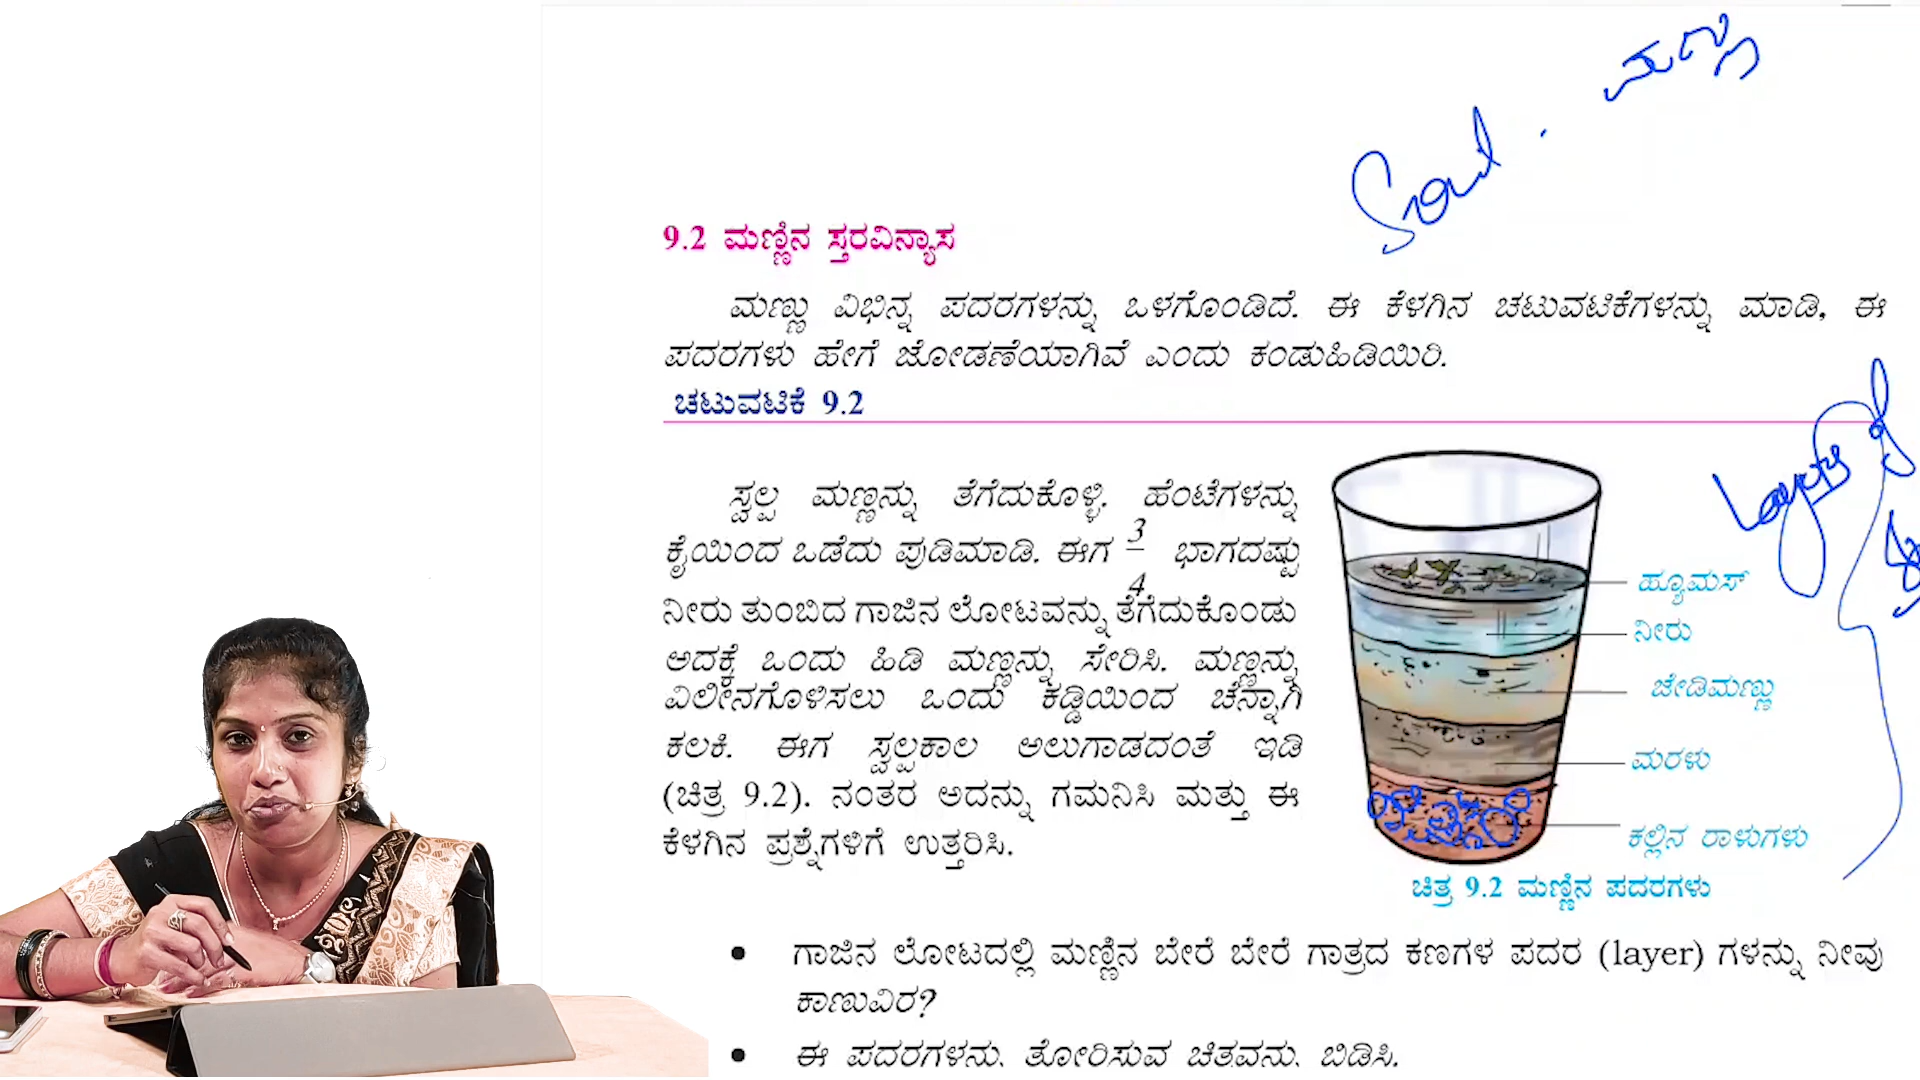 ಮಣ್ಣು
Soil .
9.2 ಮಣ್ಣಿನ ಸ್ತರವಿನ್ಯಾಸ
ಮಣ್ಣು ವಿಭಿನ್ನ ಪದರಗಳನ್ನು ಒಳಗೊಂಡಿದೆ. ಈ ಕೆಳಗಿನ ಚಟುವಟಿಕೆಗಳನ್ನು ಮಾಡಿ, ಈ
ಪದರಗಳು ಹೇಗೆ ಜೋಡಣೆಯಾಗಿವೆ ಎಂದು ಕಂಡುಹಿಡಿಯಿರಿ.
ಚಟುವಟಿಕೆ 9.2
ಸ್ವಲ್ಪ ಮಣ್ಣನ್ನು ತೆಗೆದುಕೊಳ್ಳಿ. ಹೆಂಟೆಗಳನ್ನು
ಕೈಯಿಂದ ಒಡೆದು ಪುಡಿಮಾಡಿ. ಈಗ 3/4 ಭಾಗದಷ್ಟು
ನೀರು ತುಂಬಿದ ಗಾಜಿನ ಲೋಟವನ್ನು ತೆಗೆದುಕೊಂಡು
ಅದಕ್ಕೆ ಒಂದು ಹಿಡಿ ಮಣ್ಣನ್ನು ಸೇರಿಸಿ. ಮಣ್ಣನ್ನು
ವಿಲೀನಗೊಳಿಸಲು ಒಂದು ಕಡ್ಡಿಯಿಂದ ಚೆನ್ನಾಗಿ
ಕಲಕಿ. ಈಗ ಸ್ವಲ್ಪಕಾಲ ಅಲುಗಾಡದಂತೆ ಇಡಿ
(ಚಿತ್ರ 9.2). ನಂತರ ಅದನ್ನು ಗಮನಿಸಿ ಮತ್ತು ಈ
ಕೆಳಗಿನ ಪ್ರಶ್ನೆಗಳಿಗೆ ಉತ್ತರಿಸಿ.
Layers of
ಹ್ಯೂಮಸ್
ನೀರು
ಜೇಡಿಮಣ್ಣು
ಮರಳು
ಕಲ್ಲಿನ ರಾಳುಗಳು
ಚಿತ್ರ 9.2 ಮಣ್ಣಿನ ಪದರಗಳು
• ಗಾಜಿನ ಲೋಟದಲ್ಲಿ ಮಣ್ಣಿನ ಬೇರೆ ಬೇರೆ ಗಾತ್ರದ ಕಣಗಳ ಪದರ (layer) ಗಳನ್ನು ನೀವು
ಕಾಣುವಿರ?
• ಈ ಪದರಗಳನ್ನು ತೋರಿಸುವ ಚಿತ್ರವನ್ನು ಬಿಡಿಸಿ.